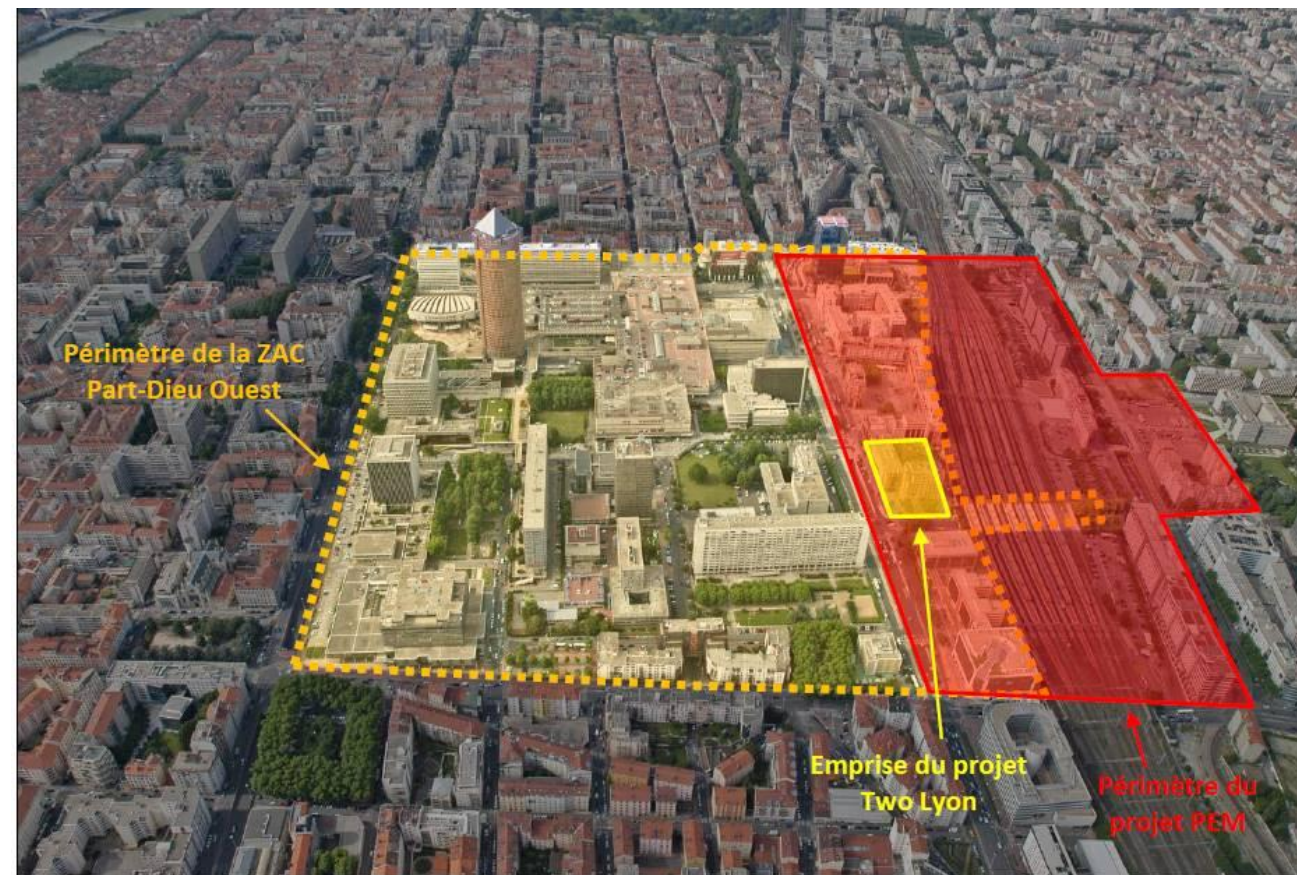 Périmètre de la ZAC
Part-Dieu Ouest
Emprise du projet
Two Lyon
Périmètre du
projet PEM